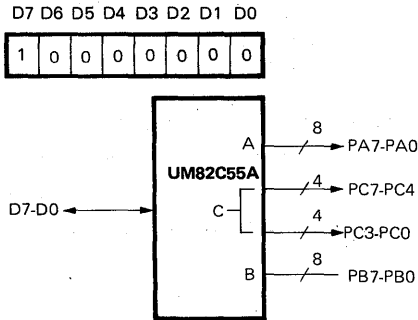 D7 D6 D5 D4 D3 D2 D1 D0
1 0 0 0 0 0 0 0
A 8 PA7-PA0
UM82C55A
4 PC7-PC4
D7-D0 C
4 PC3-PC0
B 8 PB7-PB0